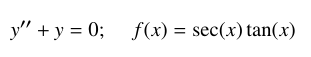 y′′ + y = 0; f(x) = sec(x) tan(x)